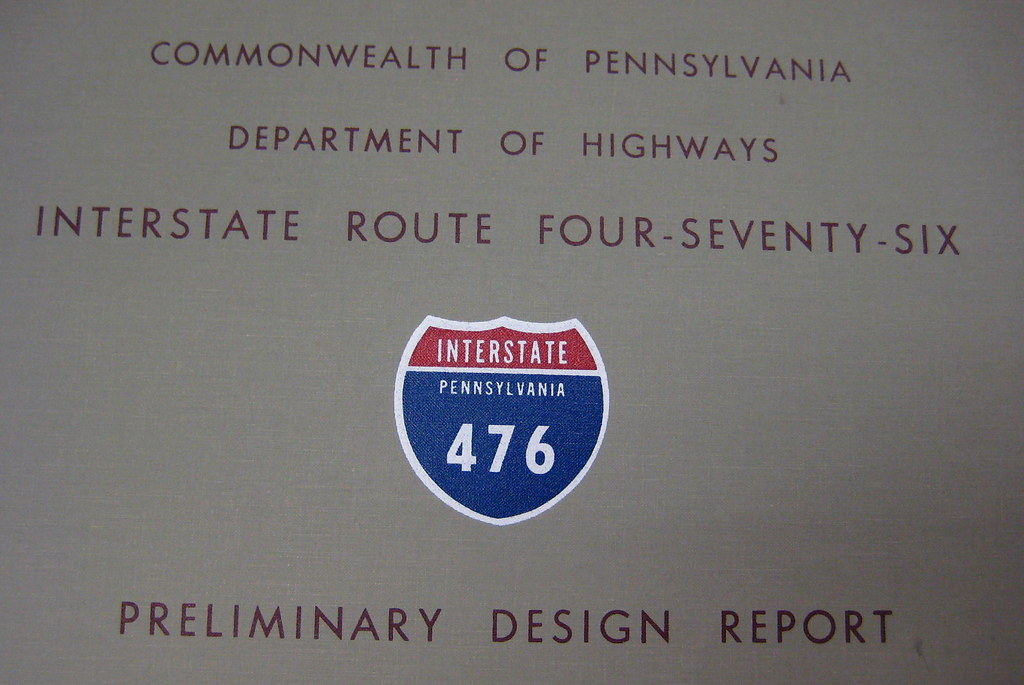 COMMONWEALTH OF PENNSYLVANIA
DEPARTMENT OF HIGHWAYS
INTERSTATE ROUTE FOUR-SEVENTY-SIX
INTERSTATE
PENNSYLVANIA
476
PRELIMINARY DESIGN REPORT